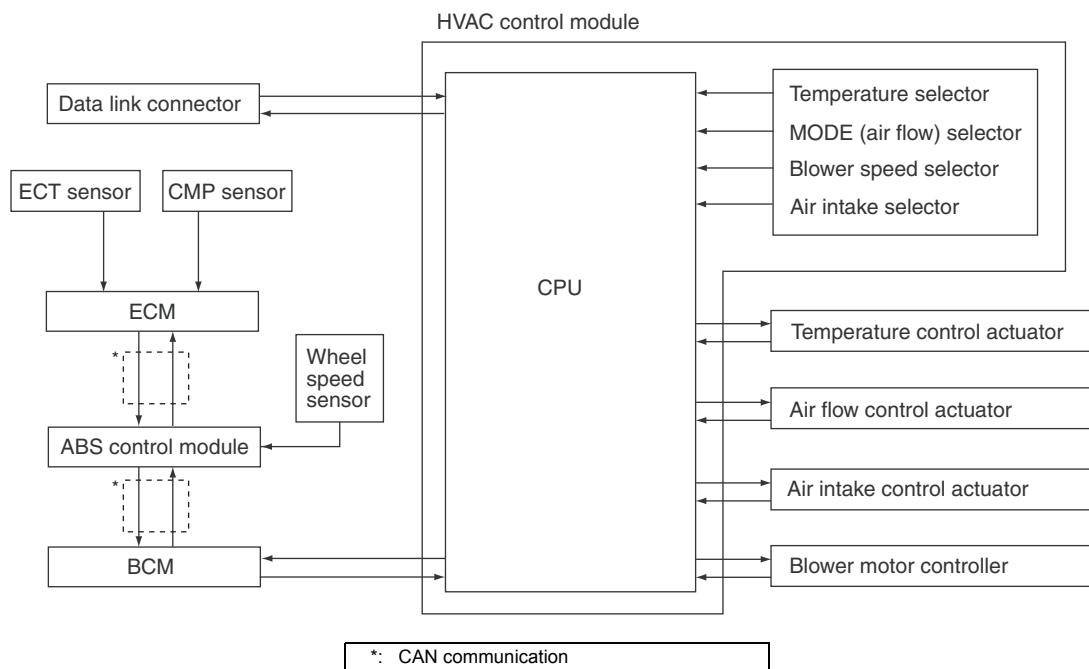 HVAC control module
Data link connector
Temperature selector
MODE (air flow) selector
Blower speed selector
Air intake selector
ECT sensor
CMP sensor
CPU
ECM
*
Wheel
speed
sensor
Temperature control actuator
Air flow control actuator
ABS control module
*
Air intake control actuator
BCM
Blower motor controller
*: CAN communication